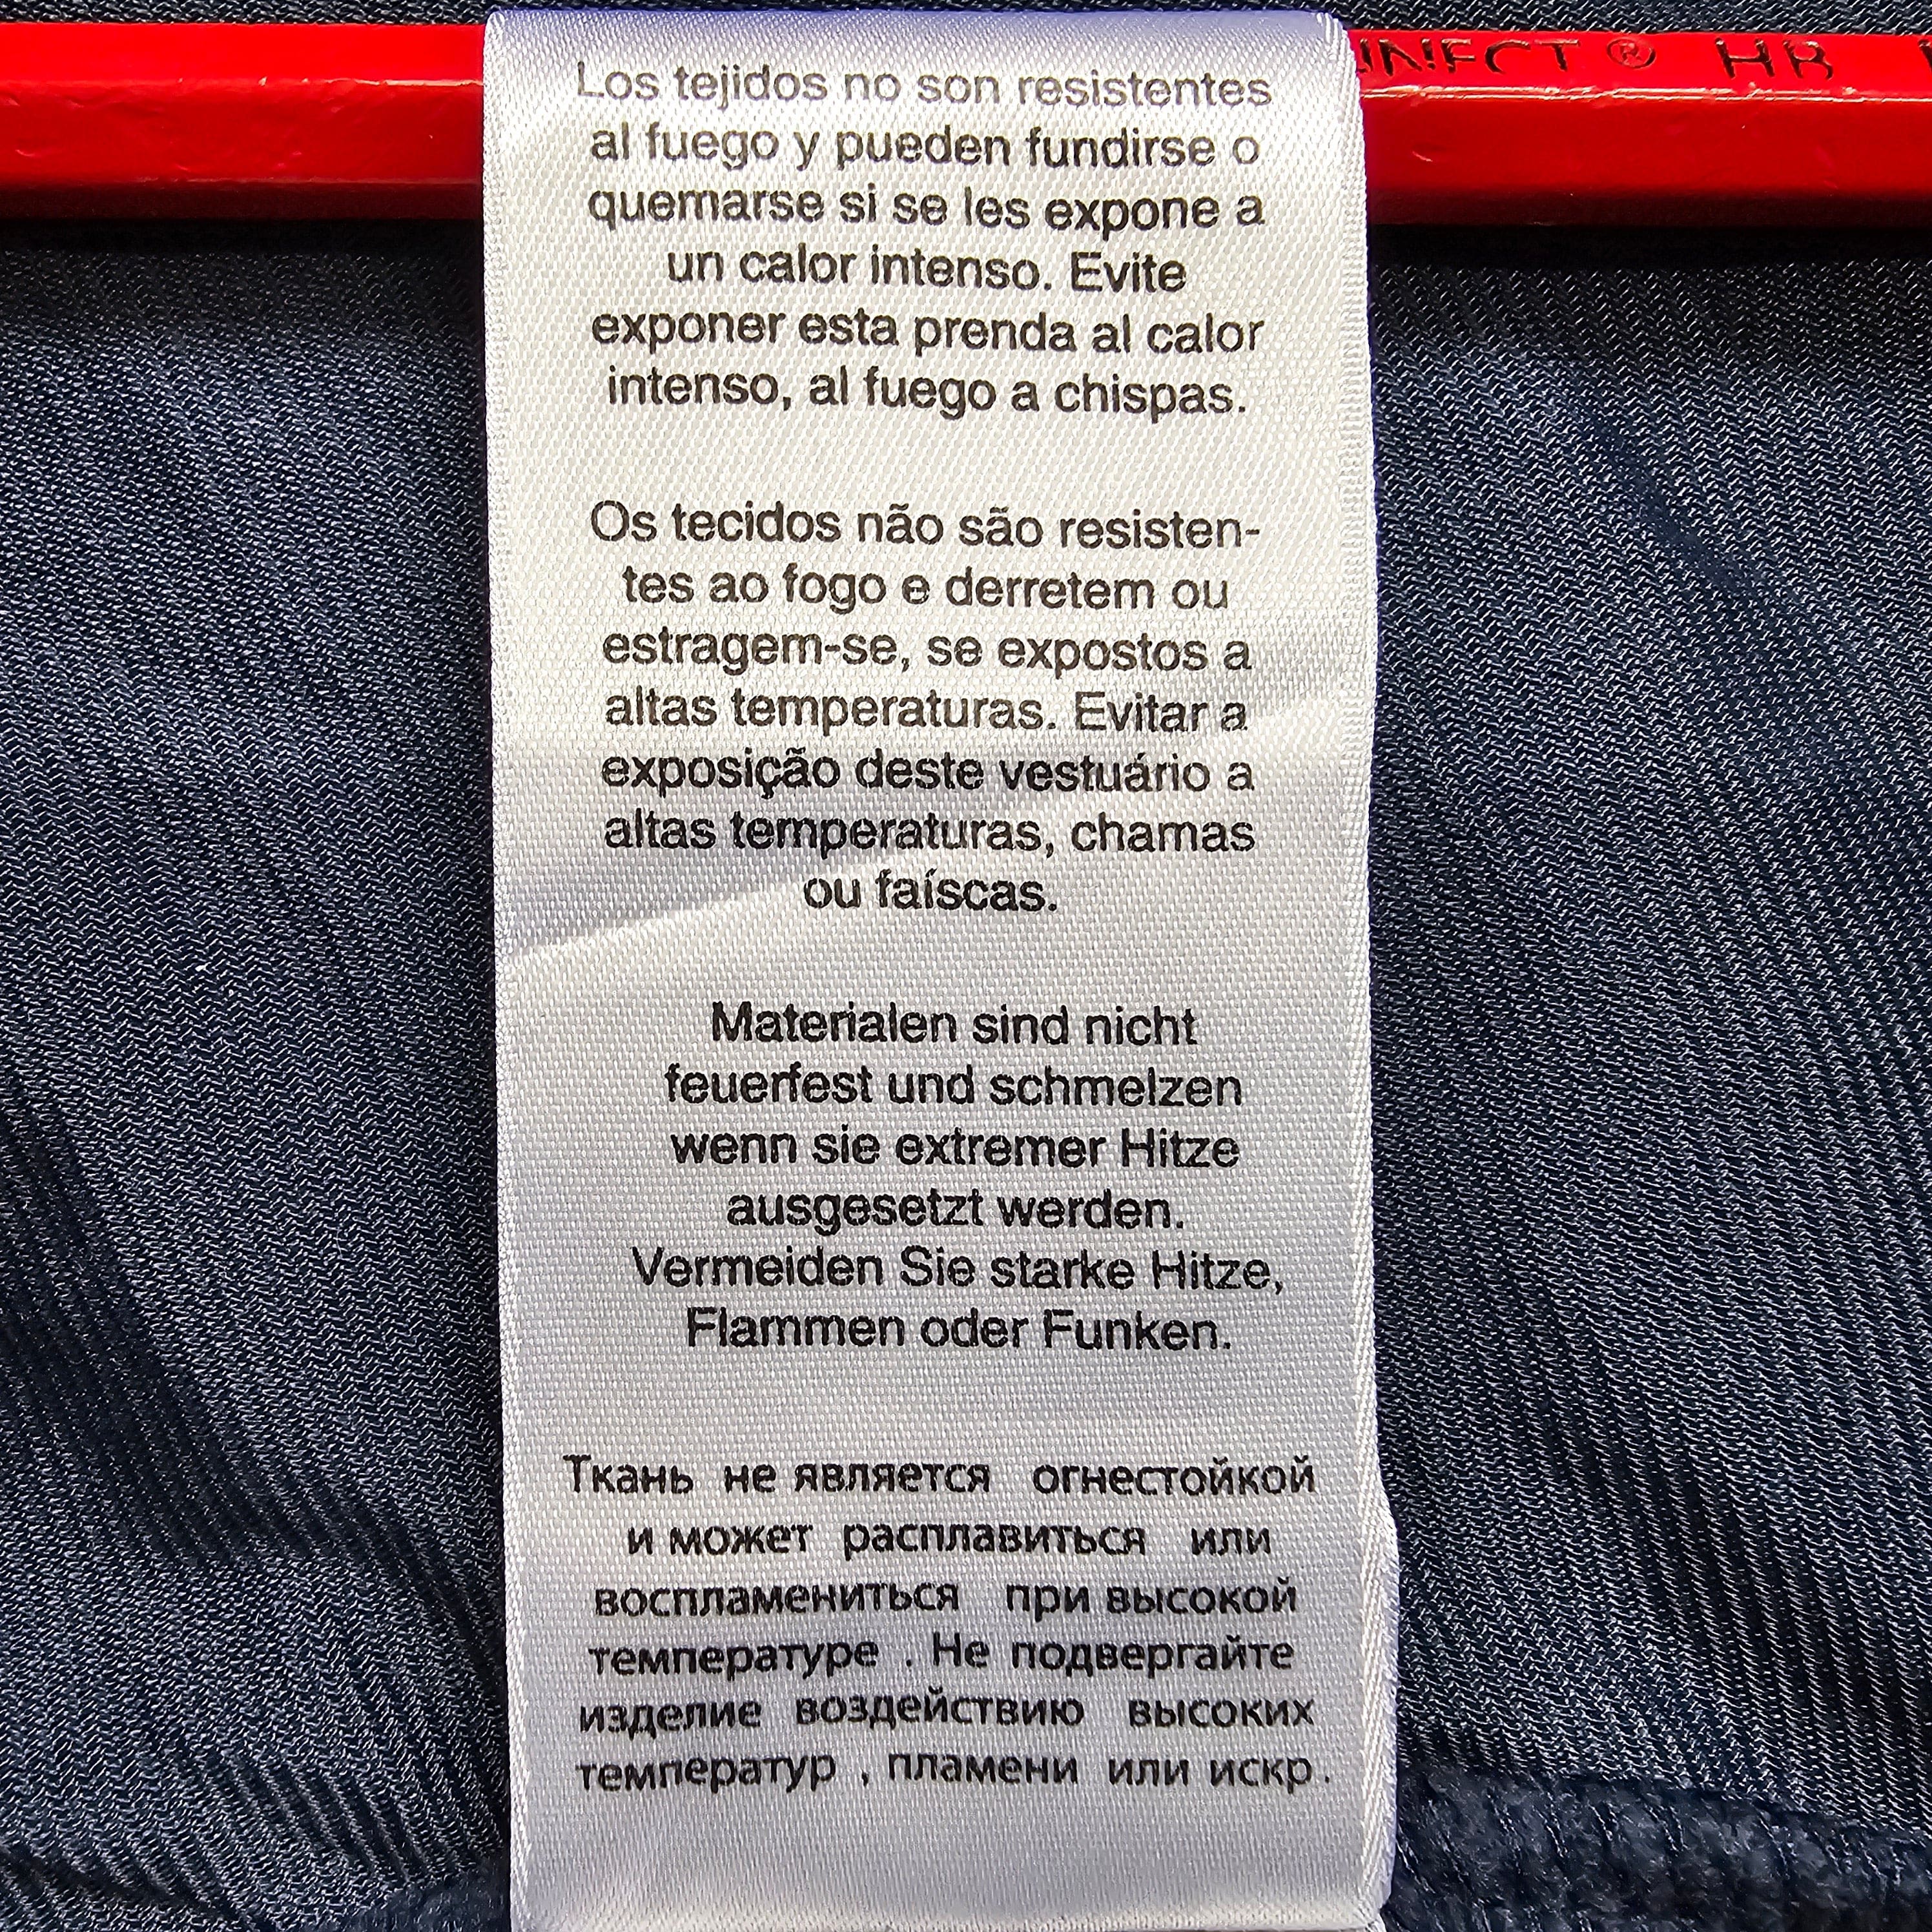 ® HB
Los tejidos no son resistentes
al fuego y pueden fundirse o
quemarse si se les expone a
un calor intenso. Evite
exponer esta prenda al calor
intenso, al fuego a chispas.
Os tecidos não são resisten-
tes ao fogo e derretem ou
estragem-se, se expostos a
altas temperaturas. Evitar a
exposição deste vestuário a
altas temperaturas, chamas
ou faíscas.
Materialen sind nicht
feuerfest und schmelzen
wenn sie extremer Hitze
ausgesetzt werden.
Vermeiden Sie starke Hitze,
Flammen oder Funken.
Ткань не является огнестойкой
и может расплавиться или
воспламениться при высокой
температуре . Не подвергайте
изделие воздействию высоких
температур , пламени или искр .